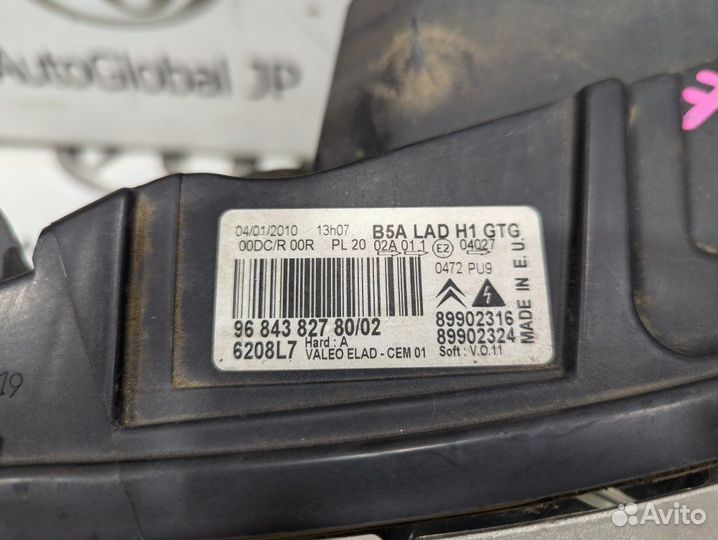 AutoGlobal JP
04/01/2010 13h07 B5A LAD H1 GTG
00DC/R 00R PL 20 02A 01 1 E2 04027
0472 PU9
96 843 827 80/02
6208L7
Hard : A
VALEO ELAD - CEM 01
89902316
89902324
Soft : V.0.11
MADE IN E.U.
19
Avito